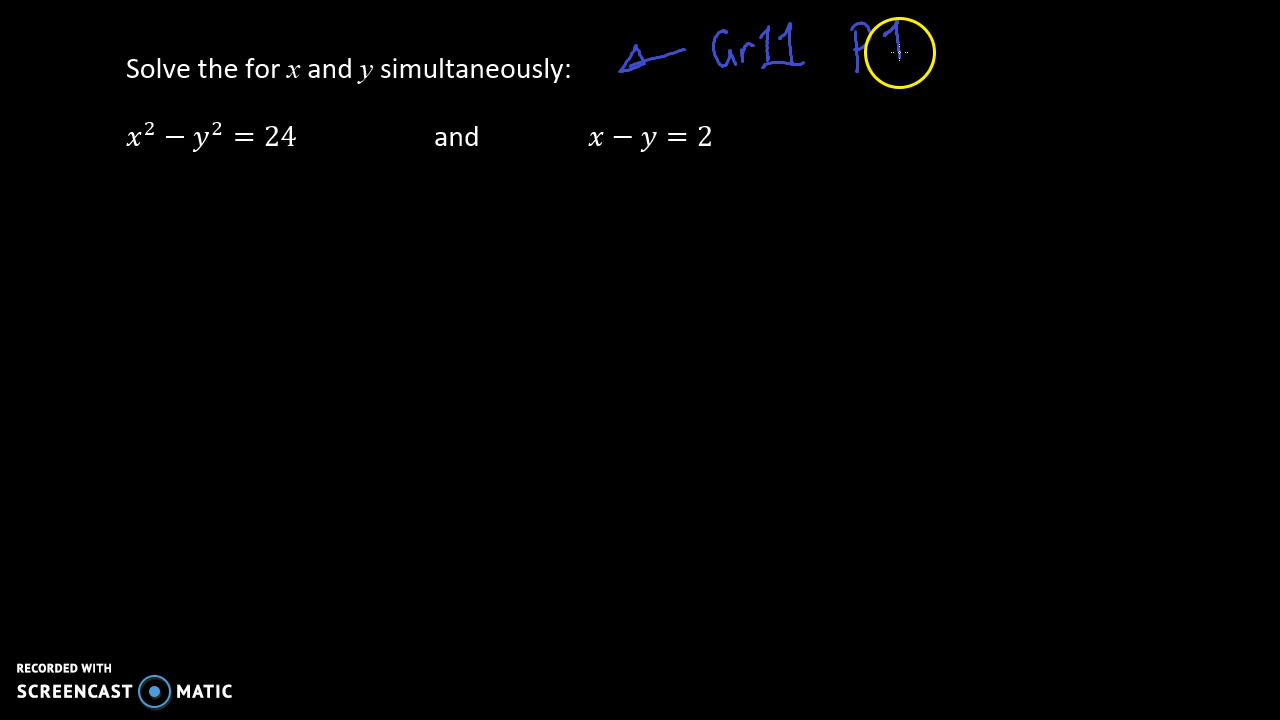 Solve the for x and y simultaneously: Gr11 P1
x² − y² = 24 and x − y = 2
RECORDED WITH
SCREENCAST MATIC